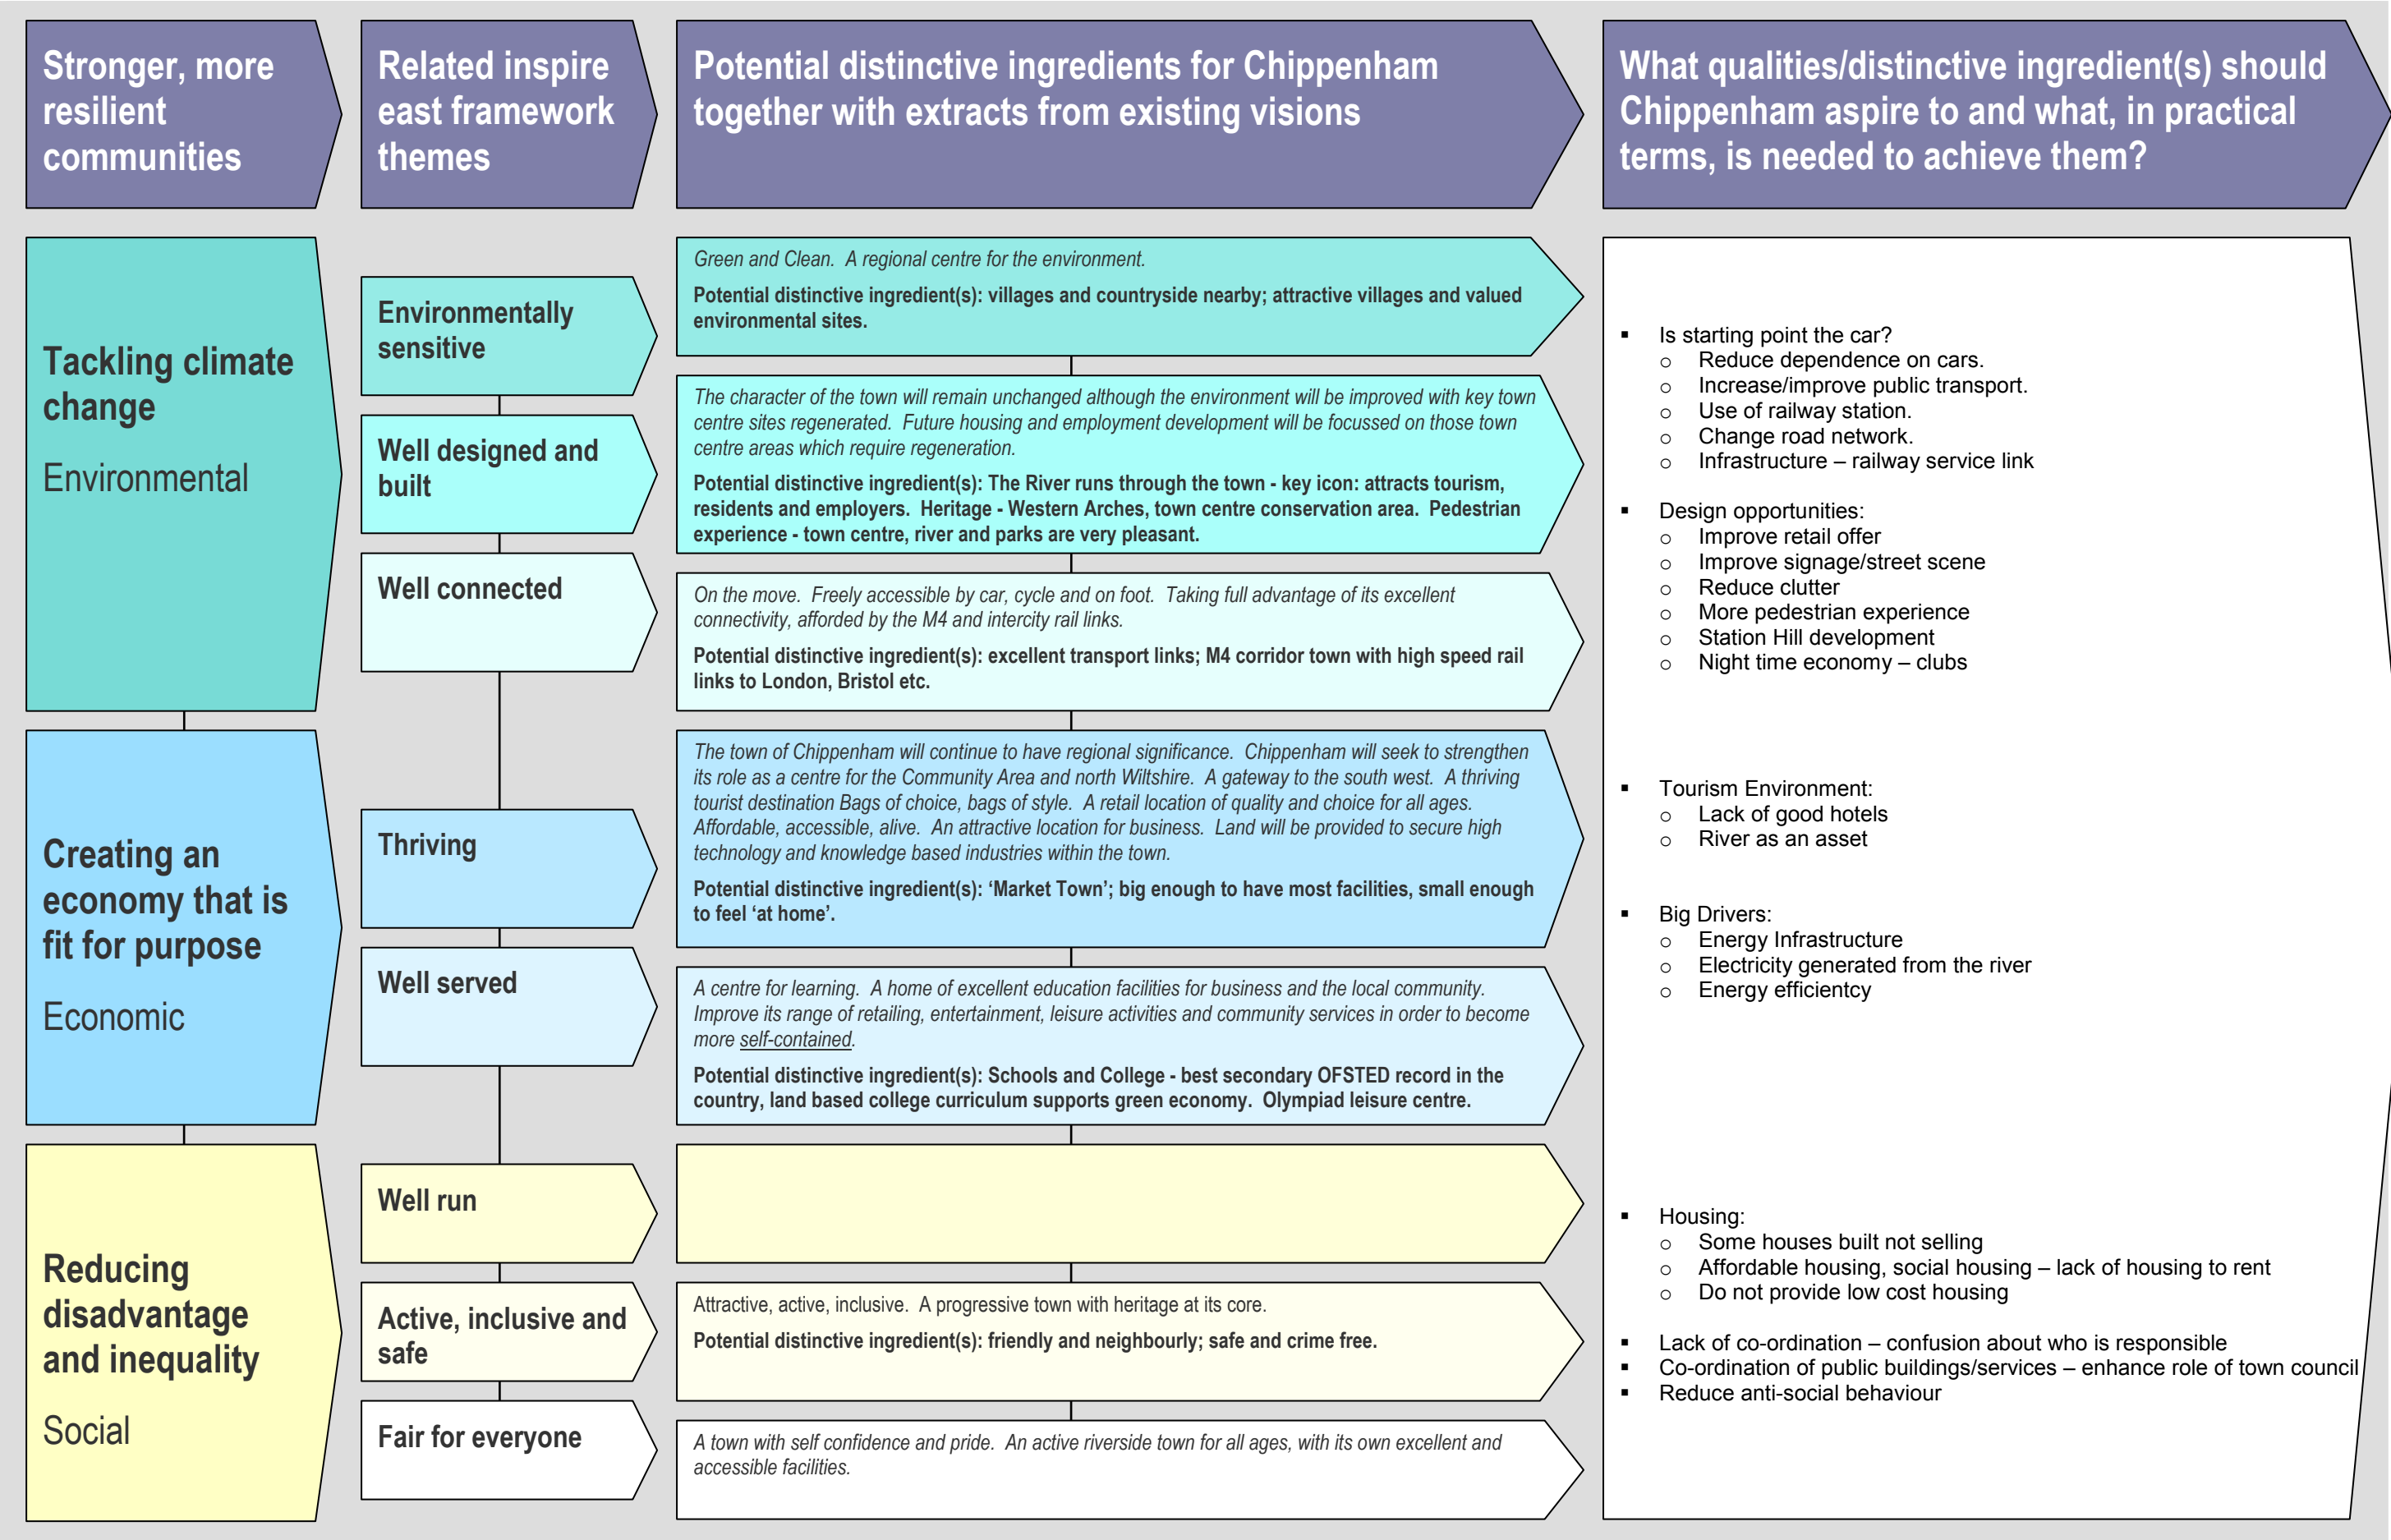 Stronger, more
resilient
communities
Related inspire
east framework
themes
Potential distinctive ingredients for Chippenham
together with extracts from existing visions
What qualities/distinctive ingredient(s) should
Chippenham aspire to and what, in practical
terms, is needed to achieve them?
Tackling climate
change
Environmental
Environmentally
sensitive
Well designed and
built
Well connected
Green and Clean. A regional centre for the environment.
Potential distinctive ingredient(s): villages and countryside nearby; attractive villages and valued
environmental sites.
The character of the town will remain unchanged although the environment will be improved with key town
centre sites regenerated. Future housing and employment development will be focussed on those town
centre areas which require regeneration.
Potential distinctive ingredient(s): The River runs through the town - key icon: attracts tourism,
residents and employers. Heritage - Western Arches, town centre conservation area. Pedestrian
experience - town centre, river and parks are very pleasant.
On the move. Freely accessible by car, cycle and on foot. Taking full advantage of its excellent
connectivity, afforded by the M4 and intercity rail links.
Potential distinctive ingredient(s): excellent transport links; M4 corridor town with high speed rail
links to London, Bristol etc.
Creating an
economy that is
fit for purpose
Economic
Thriving
Well served
The town of Chippenham will continue to have regional significance. Chippenham will seek to strengthen
its role as a centre for the Community Area and north Wiltshire. A gateway to the south west. A thriving
tourist destination Bags of choice, bags of style. A retail location of quality and choice for all ages.
Affordable, accessible, alive. An attractive location for business. Land will be provided to secure high
technology and knowledge based industries within the town.
Potential distinctive ingredient(s): ‘Market Town’; big enough to have most facilities, small enough
to feel ‘at home’.
A centre for learning. A home of excellent education facilities for business and the local community.
Improve its range of retailing, entertainment, leisure activities and community services in order to become
more self-contained.
Potential distinctive ingredient(s): Schools and College - best secondary OFSTED record in the
country, land based college curriculum supports green economy. Olympiad leisure centre.
Reducing
disadvantage
and inequality
Social
Well run
Active, inclusive and
safe
Fair for everyone
Attractive, active, inclusive. A progressive town with heritage at its core.
Potential distinctive ingredient(s): friendly and neighbourly; safe and crime free.
A town with self confidence and pride. An active riverside town for all ages, with its own excellent and
accessible facilities.
▪ Is starting point the car?
o Reduce dependence on cars.
o Increase/improve public transport.
o Use of railway station.
o Change road network.
o Infrastructure – railway service link
▪ Design opportunities:
o Improve retail offer
o Improve signage/street scene
o Reduce clutter
o More pedestrian experience
o Station Hill development
o Night time economy – clubs
▪ Tourism Environment:
o Lack of good hotels
o River as an asset
▪ Big Drivers:
o Energy Infrastructure
o Electricity generated from the river
o Energy efficientcy
▪ Housing:
o Some houses built not selling
o Affordable housing, social housing – lack of housing to rent
o Do not provide low cost housing
▪ Lack of co-ordination – confusion about who is responsible
▪ Co-ordination of public buildings/services – enhance role of town council
▪ Reduce anti-social behaviour